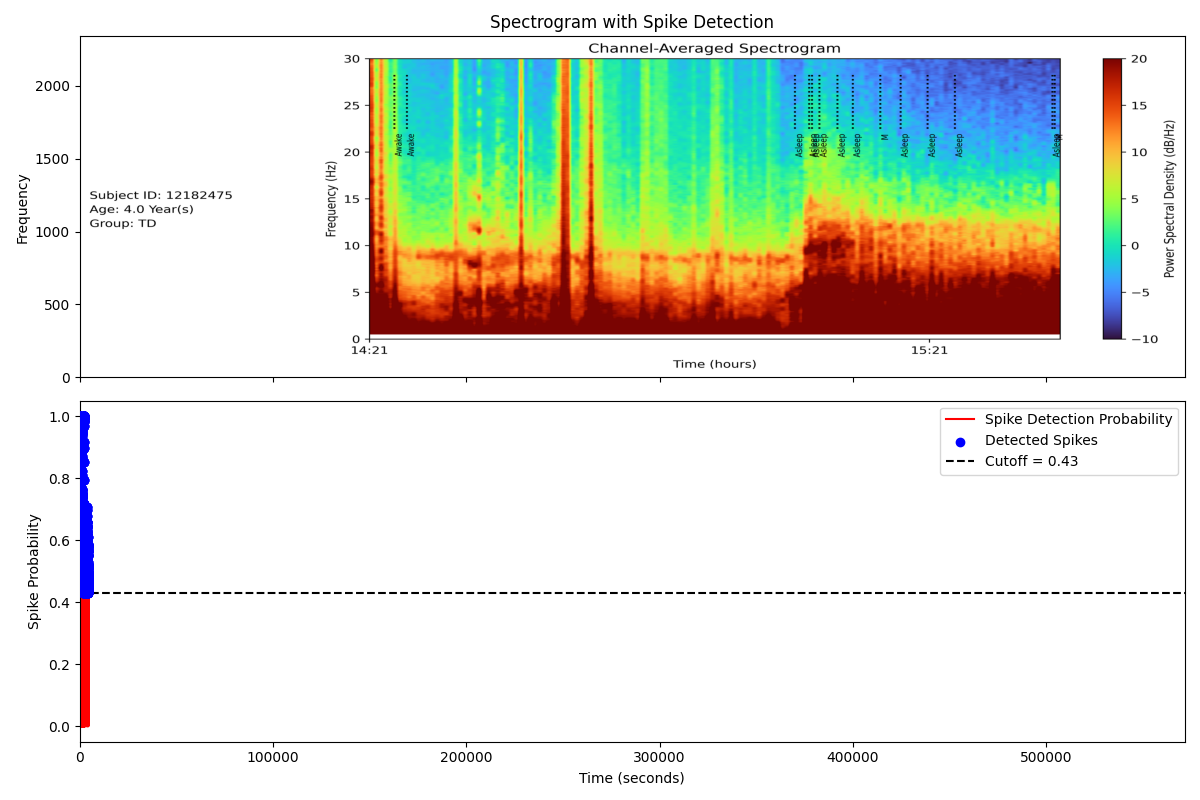 Spectrogram with Spike Detection
Channel-Averaged Spectrogram
Frequency
2000
1500
1000
500
0
Subject ID: 12182475
Age: 4.0 Year(s)
Group: TD
Frequency (Hz)
30
25
20
15
10
5
0
Awake
Awake
Asleep
Asleep
Asleep
Asleep
Asleep
Asleep
M
Asleep
Asleep
Asleep
Asleep
14:21
15:21
Time (hours)
20
15
10
5
0
−5
−10
Power Spectral Density (dB/Hz)
Spike Probability
1.0
0.8
0.6
0.4
0.2
0.0
Spike Detection Probability
Detected Spikes
Cutoff = 0.43
0
100000
200000
300000
400000
500000
Time (seconds)